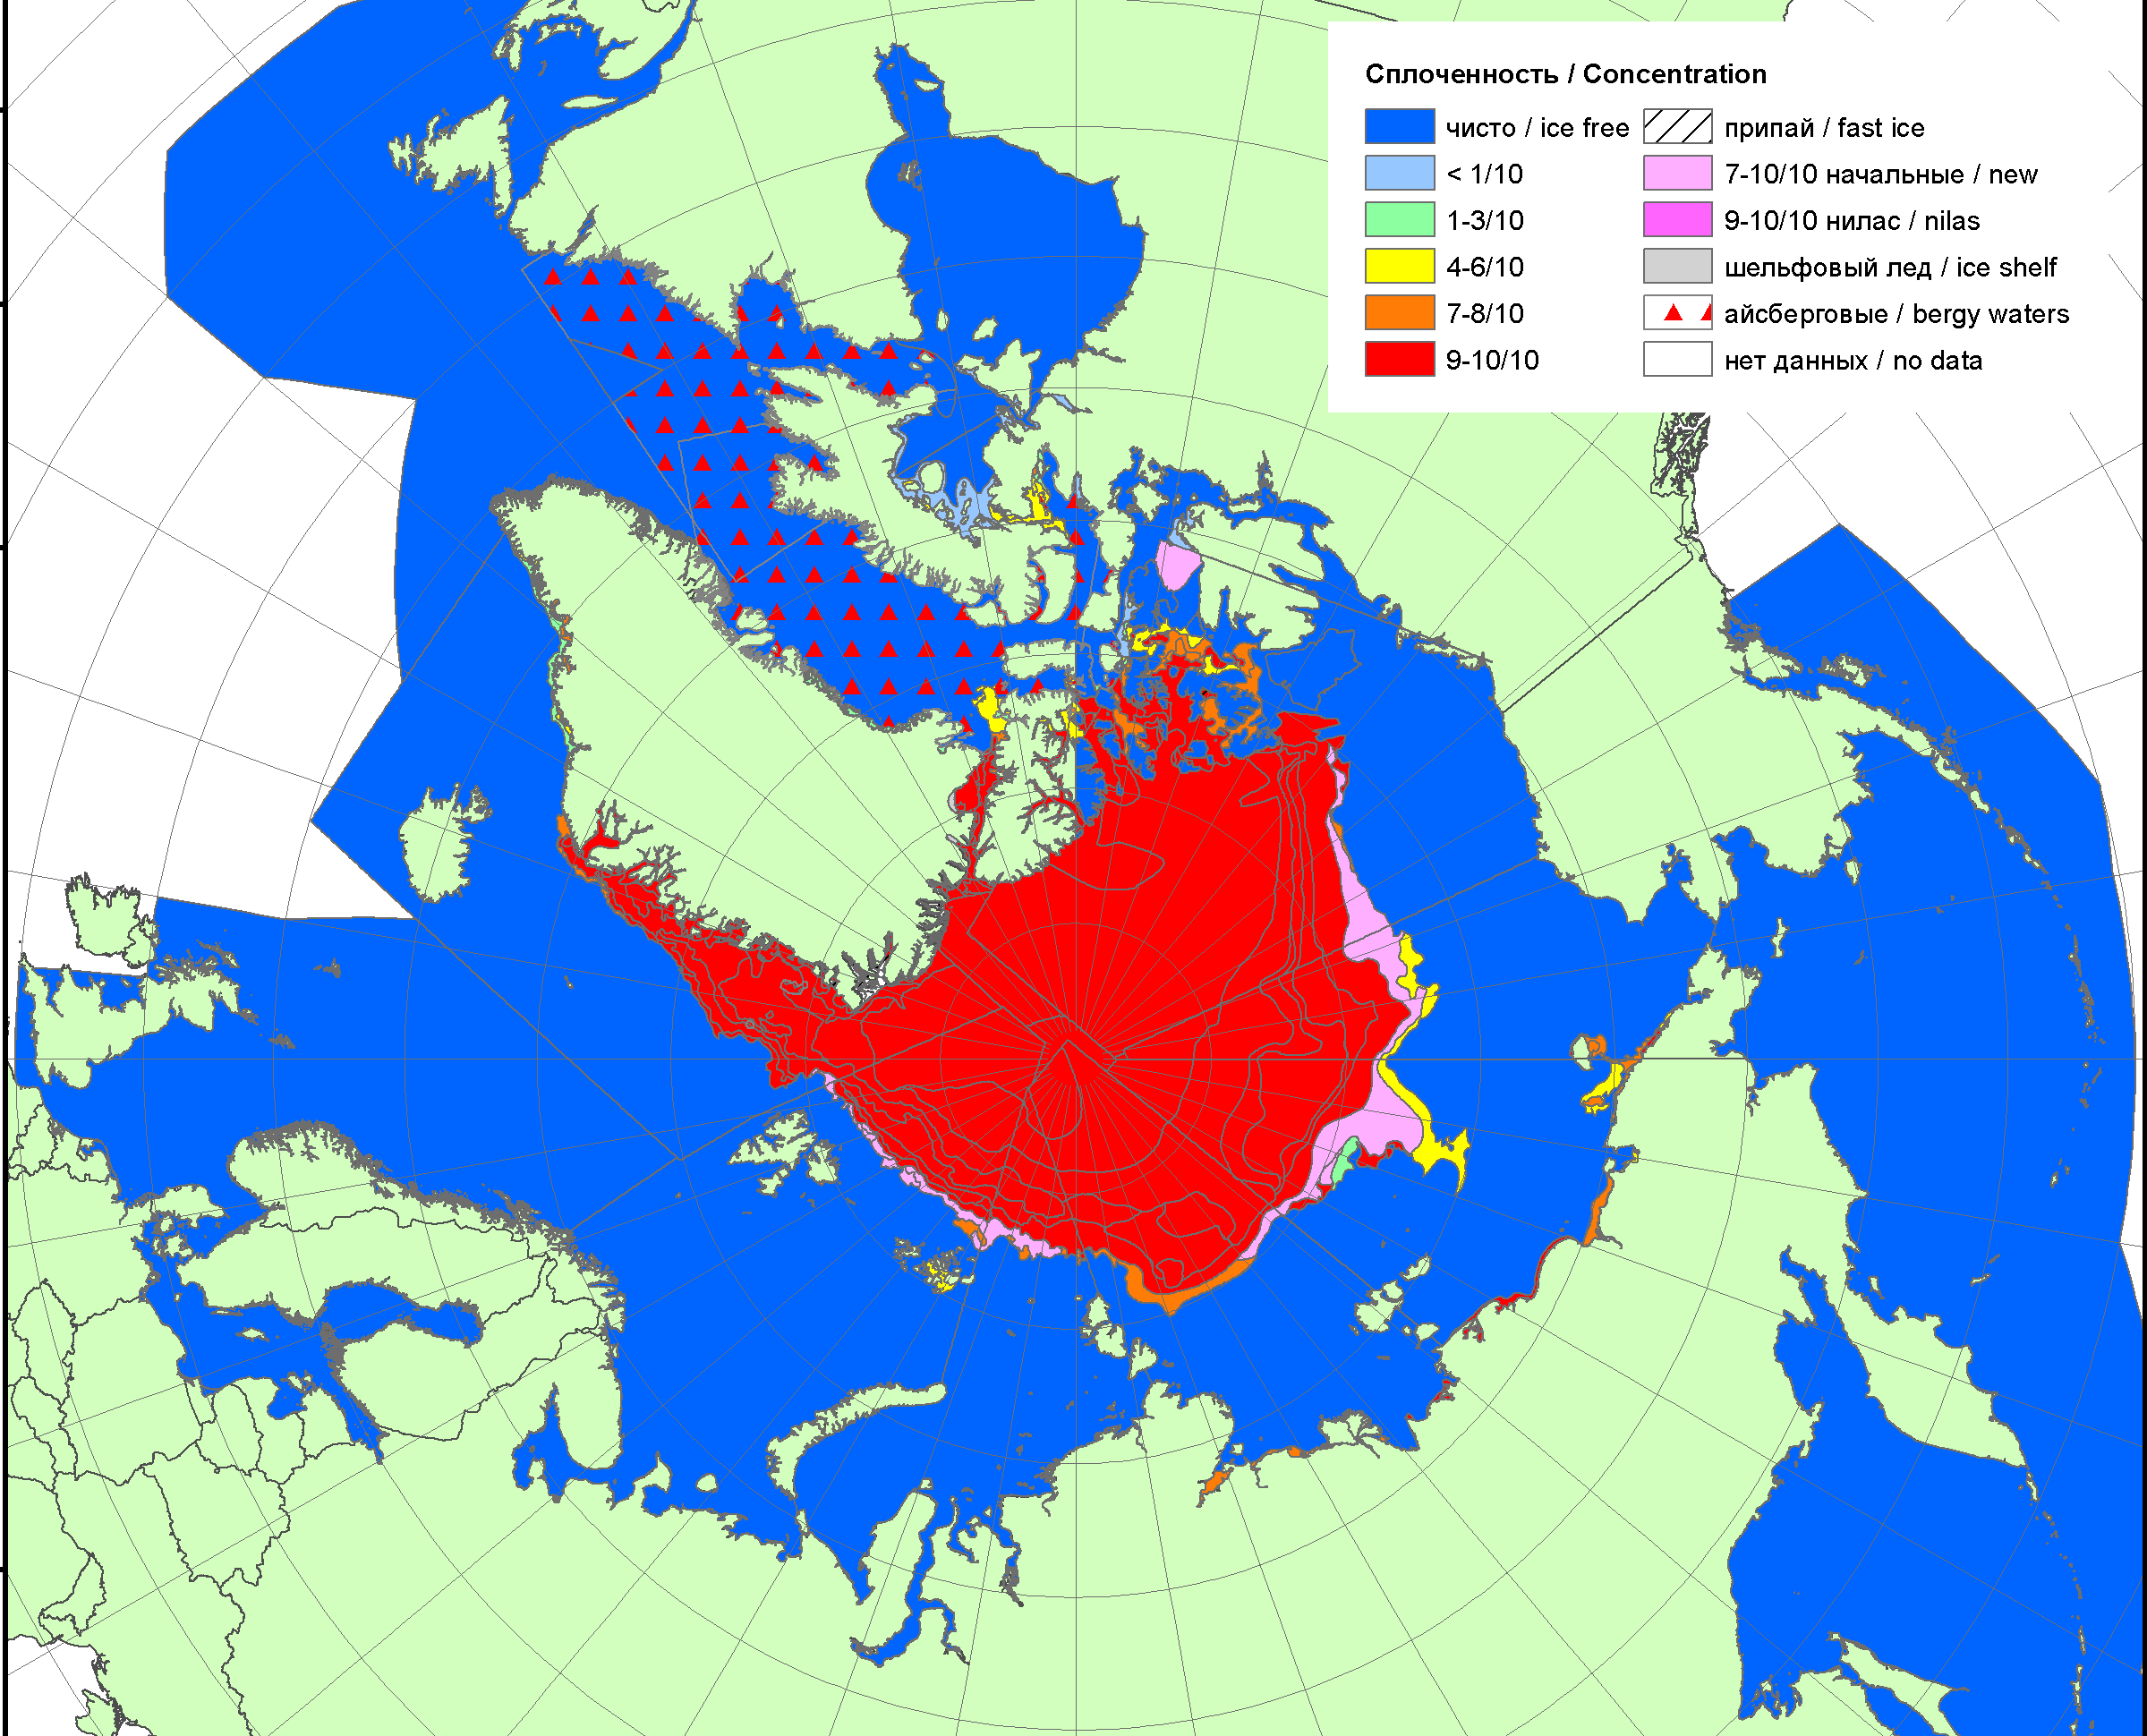 Сплоченность / Concentration
чисто / ice free
< 1/10
1-3/10
4-6/10
7-8/10
9-10/10
припай / fast ice
7-10/10 начальные / new
9-10/10 нилас / nilas
шельфовый лед / ice shelf
айсберговые / bergy waters
нет данных / no data